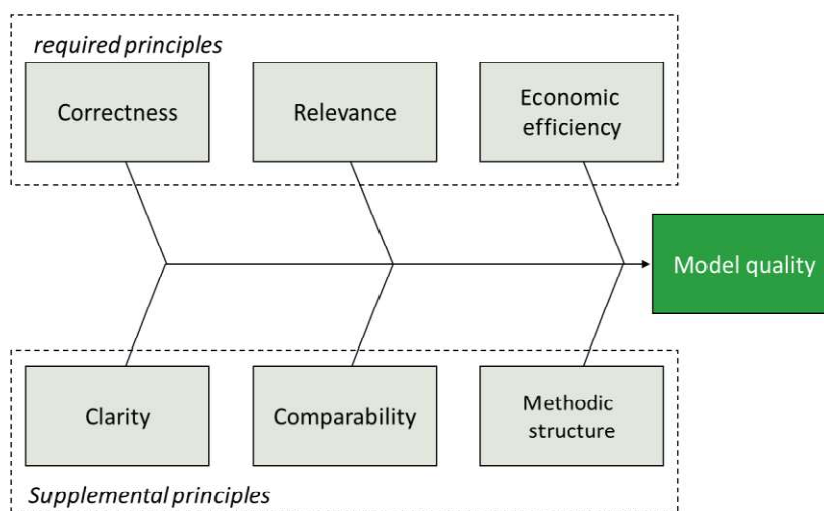 required principles
Correctness
Relevance
Economic
efficiency
Model quality
Clarity
Comparability
Methodic
structure
Supplemental principles